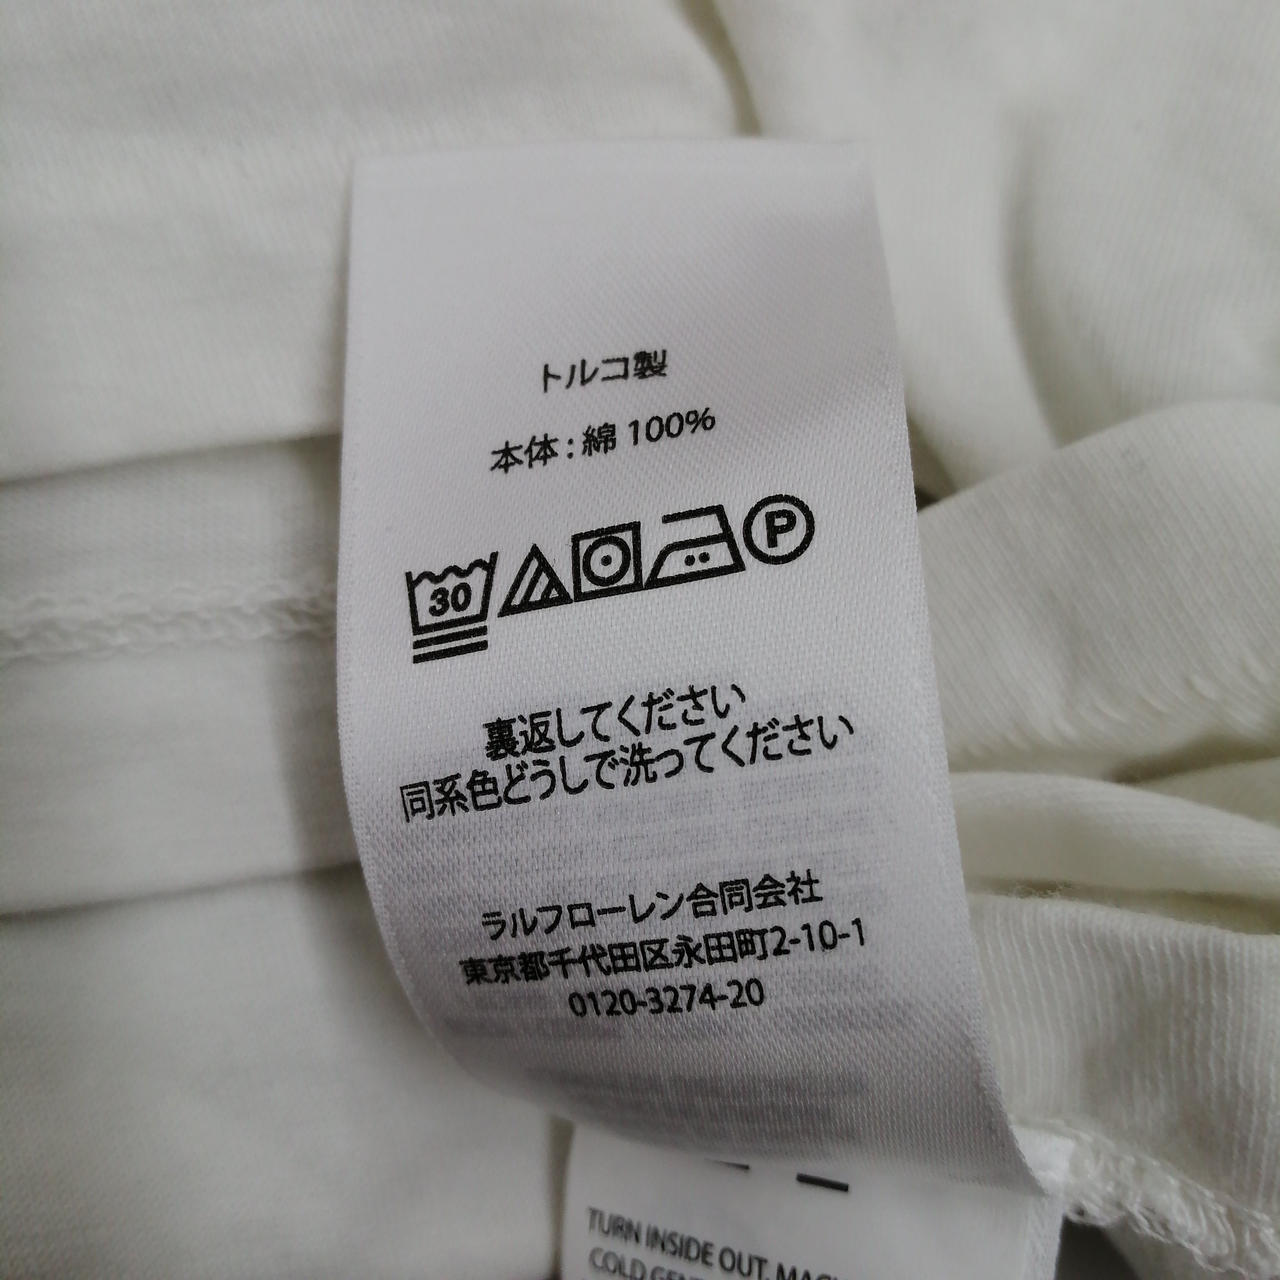 トルコ製
本体 : 綿 100%
30
P
裏返してください
同系色どうしで洗ってください
ラルフローレン合同会社
東京都千代田区永田町2-10-1
0120-3274-20
TURN INSIDE OUT,
COLD